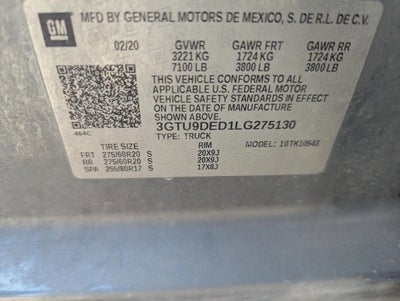 GM
MFD BY GENERAL MOTORS DE MEXICO, S. DE R.L. DE C.V.
02/20 GVWR GAWR FRT GAWR RR
3221 KG 1724 KG 1724 KG
7100 LB 3800 LB 3800 LB
THIS VEHICLE CONFORMS TO ALL
APPLICABLE U.S. FEDERAL MOTOR
VEHICLE SAFETY STANDARDS IN EFFECT ON THE
DATE OF MANUFACTURE SHOWN ABOVE.
464C
3GTU9DED1LG275130
TYPE: TRUCK
TIRE SIZE RIM MODEL: 10TK10543
FRT 275/60R20 S 20X9J
RR 275/60R20 S 20X9J
SPA 255/80R17 S 17X8J